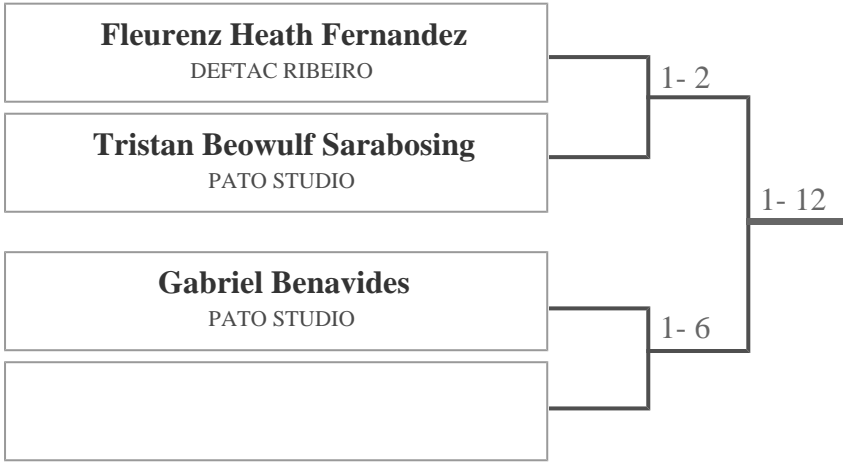 Fleurenz Heath Fernandez
DEFTAC RIBEIRO
1- 2
Tristan Beowulf Sarabosing
PATO STUDIO
1- 12
Gabriel Benavides
PATO STUDIO
1- 6